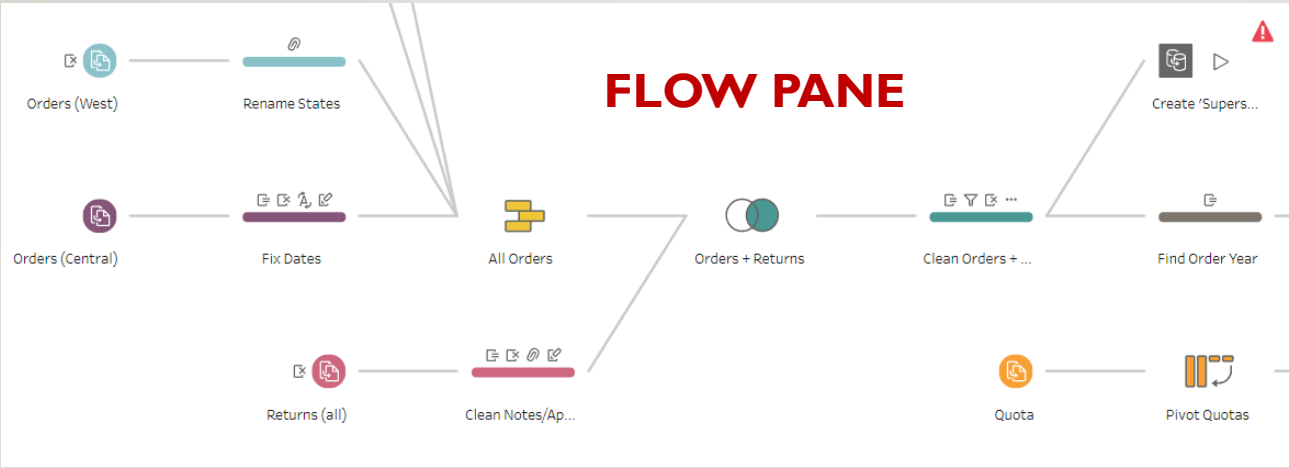 FLOW PANE
Orders (West)
Rename States
Create 'Supers...
Orders (Central)
Fix Dates
All Orders
Orders + Returns
Clean Orders + ...
Find Order Year
Returns (all)
Clean Notes/Ap...
Quota
Pivot Quotas